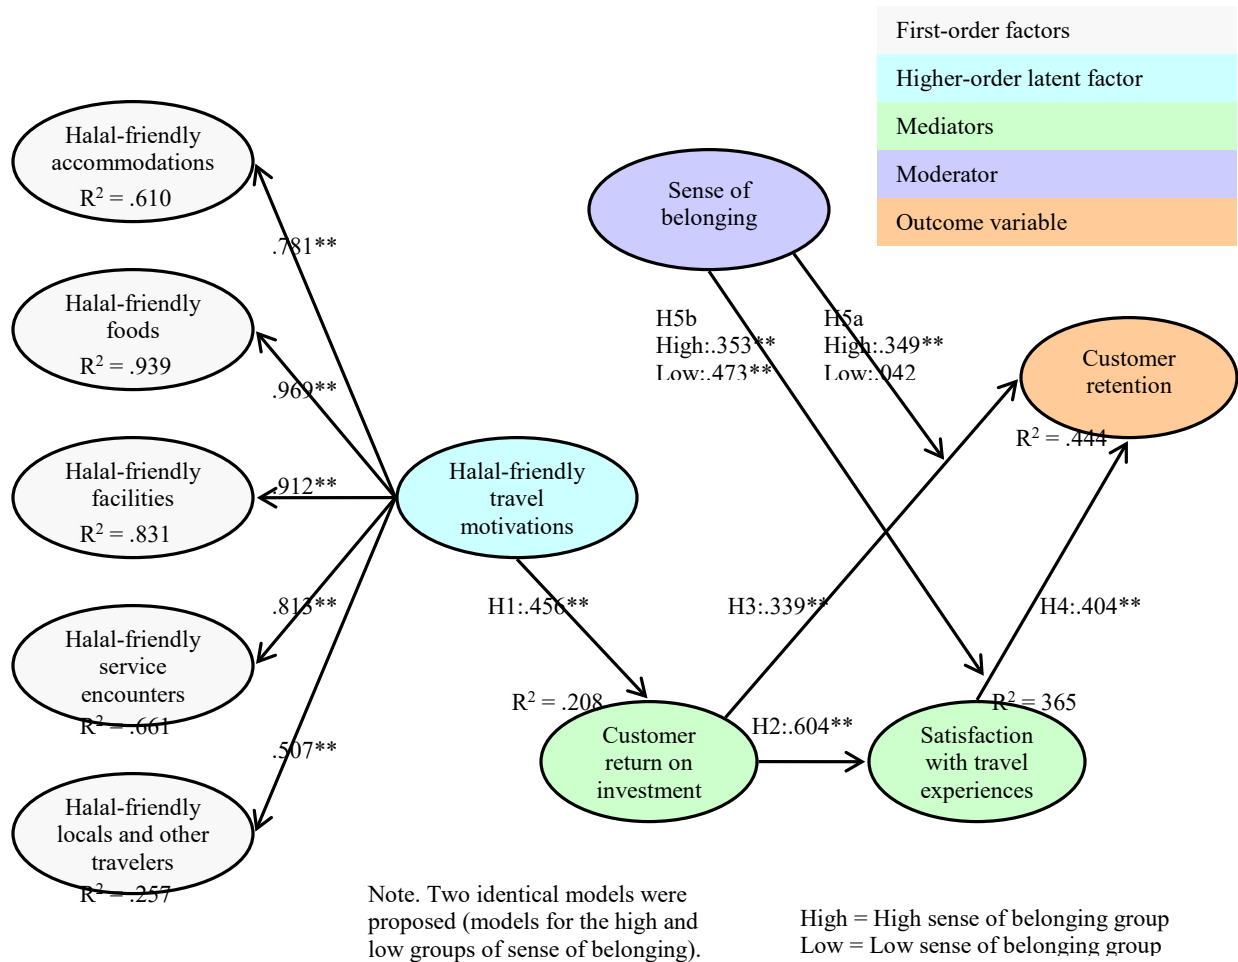 First-order factors
Higher-order latent factor
Mediators
Moderator
Outcome variable
Halal-friendly
accommodations
R² = .610
.781**
Halal-friendly
foods
R² = .939
.969**
Halal-friendly
facilities
R² = .831
.912**
Halal-friendly
service
encounters
R² = .661
.813**
Halal-friendly
locals and other
travelers
R² = .257
.507**
Halal-friendly
travel
motivations
Sense of
belonging
H5b
High:.353**
Low:.473**
H5a
High:.349**
Low:.042
Customer
retention
R² = .444
H1:.456**
H3:.339**
H4:.404**
R² = .208
Customer
return on
investment
H2:.604**
R² = 365
Satisfaction
with travel
experiences
Note. Two identical models were
proposed (models for the high and
low groups of sense of belonging).
High = High sense of belonging group
Low = Low sense of belonging group